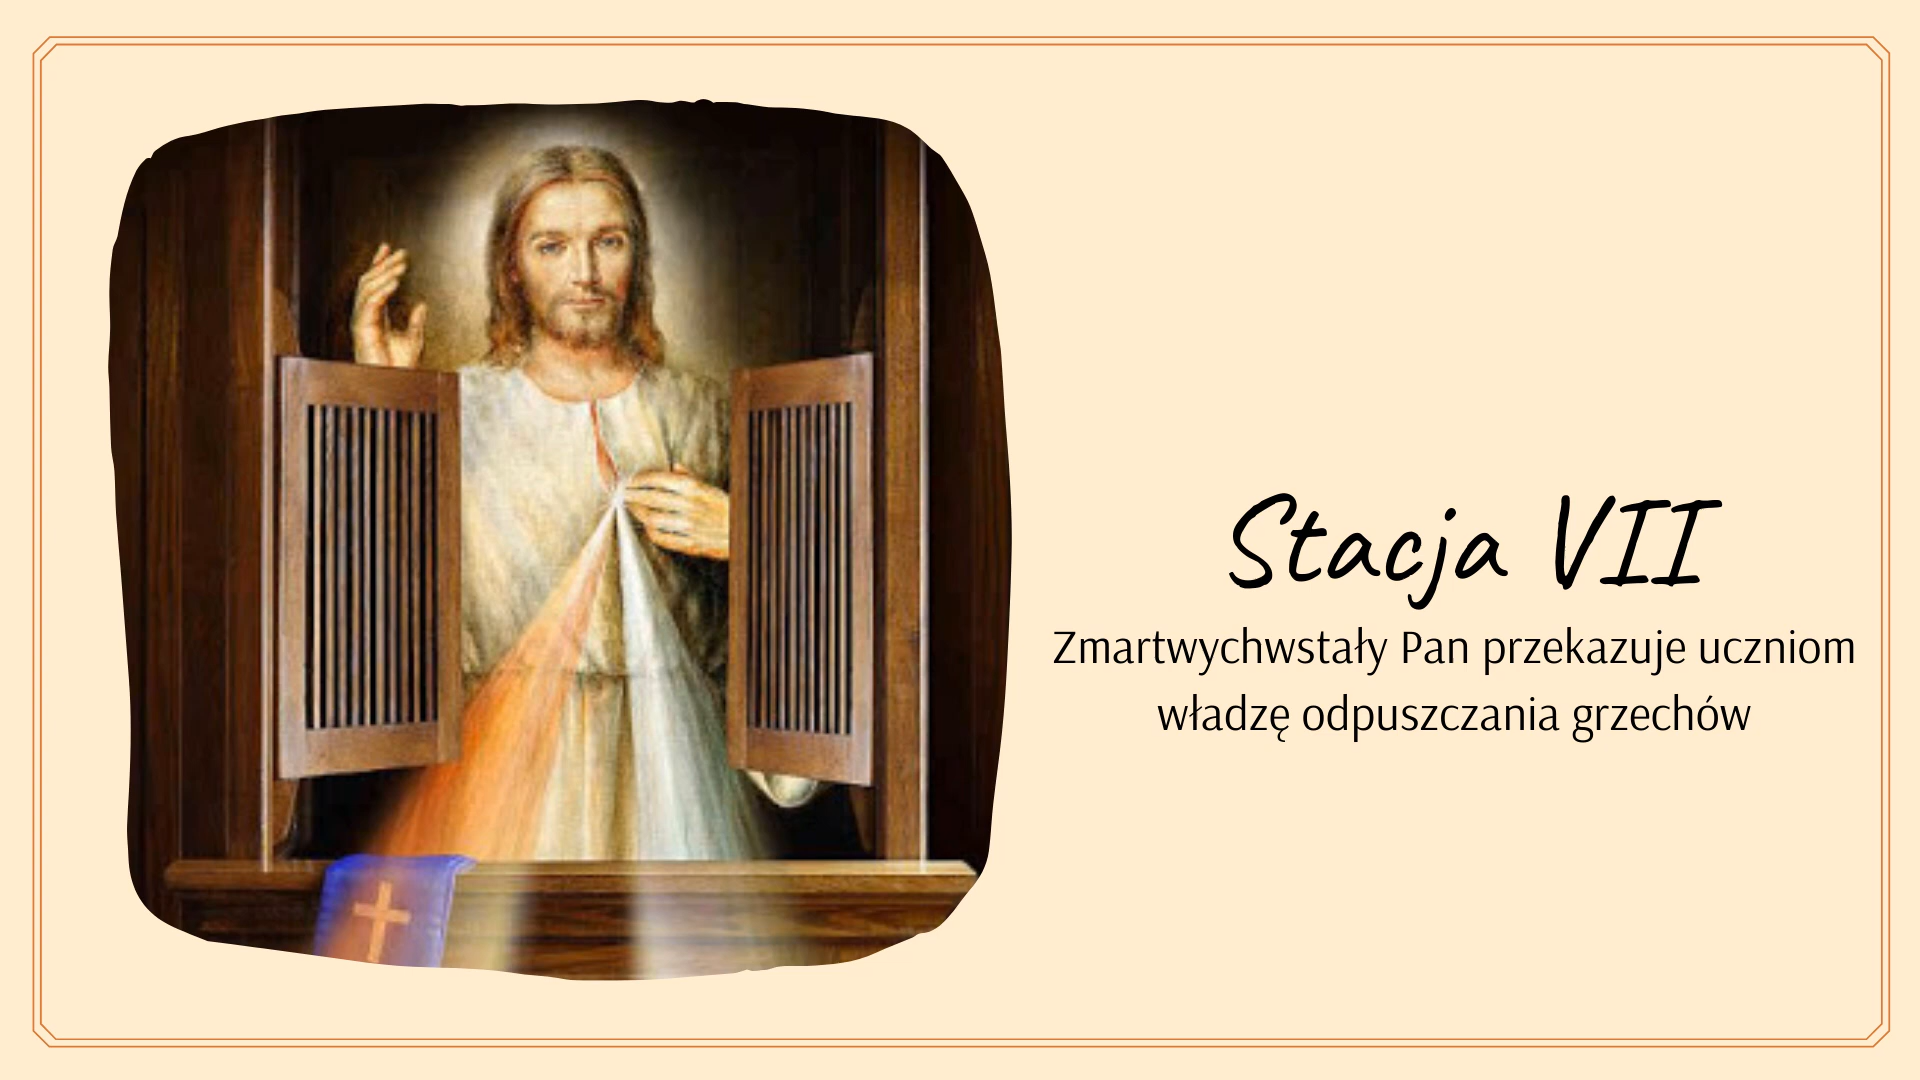 Stacja VII
Zmartwychwstały Pan przekazuje uczniom
władzę odpuszczania grzechów